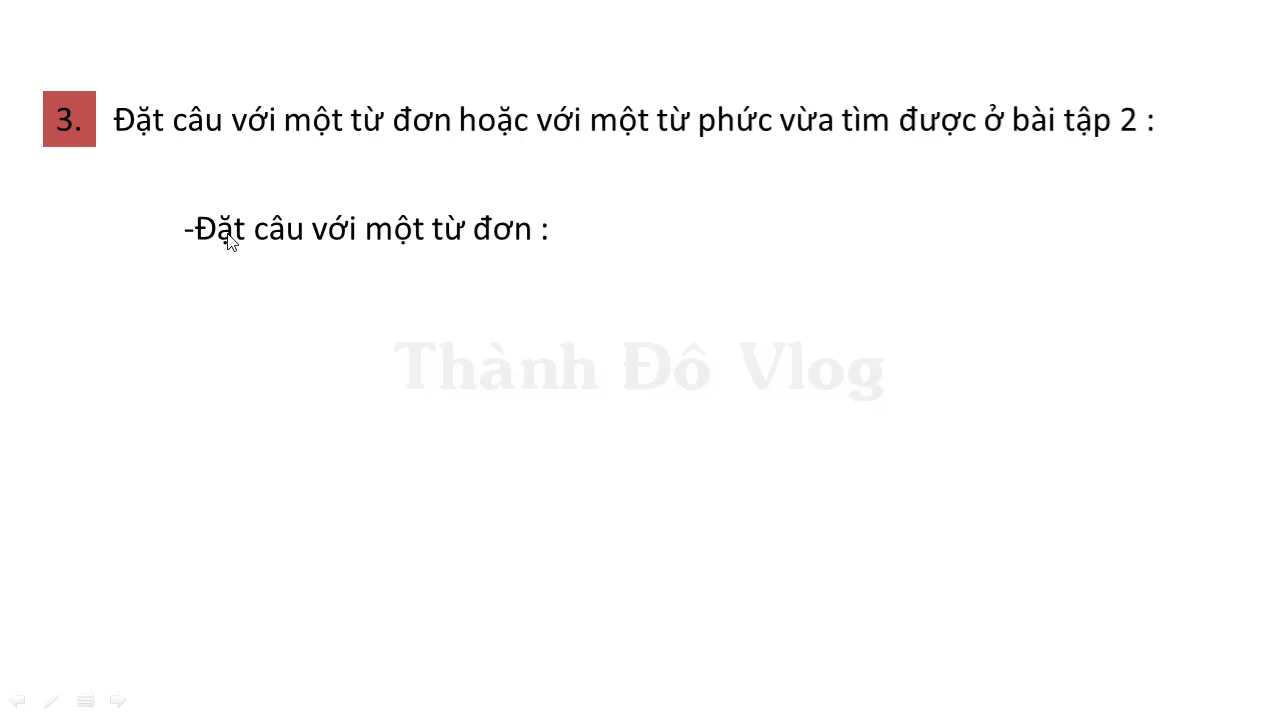 3. Đặt câu với một từ đơn hoặc với một từ phức vừa tìm được ở bài tập 2 :
-Đặt câu với một từ đơn :
Thành Đô Vlog